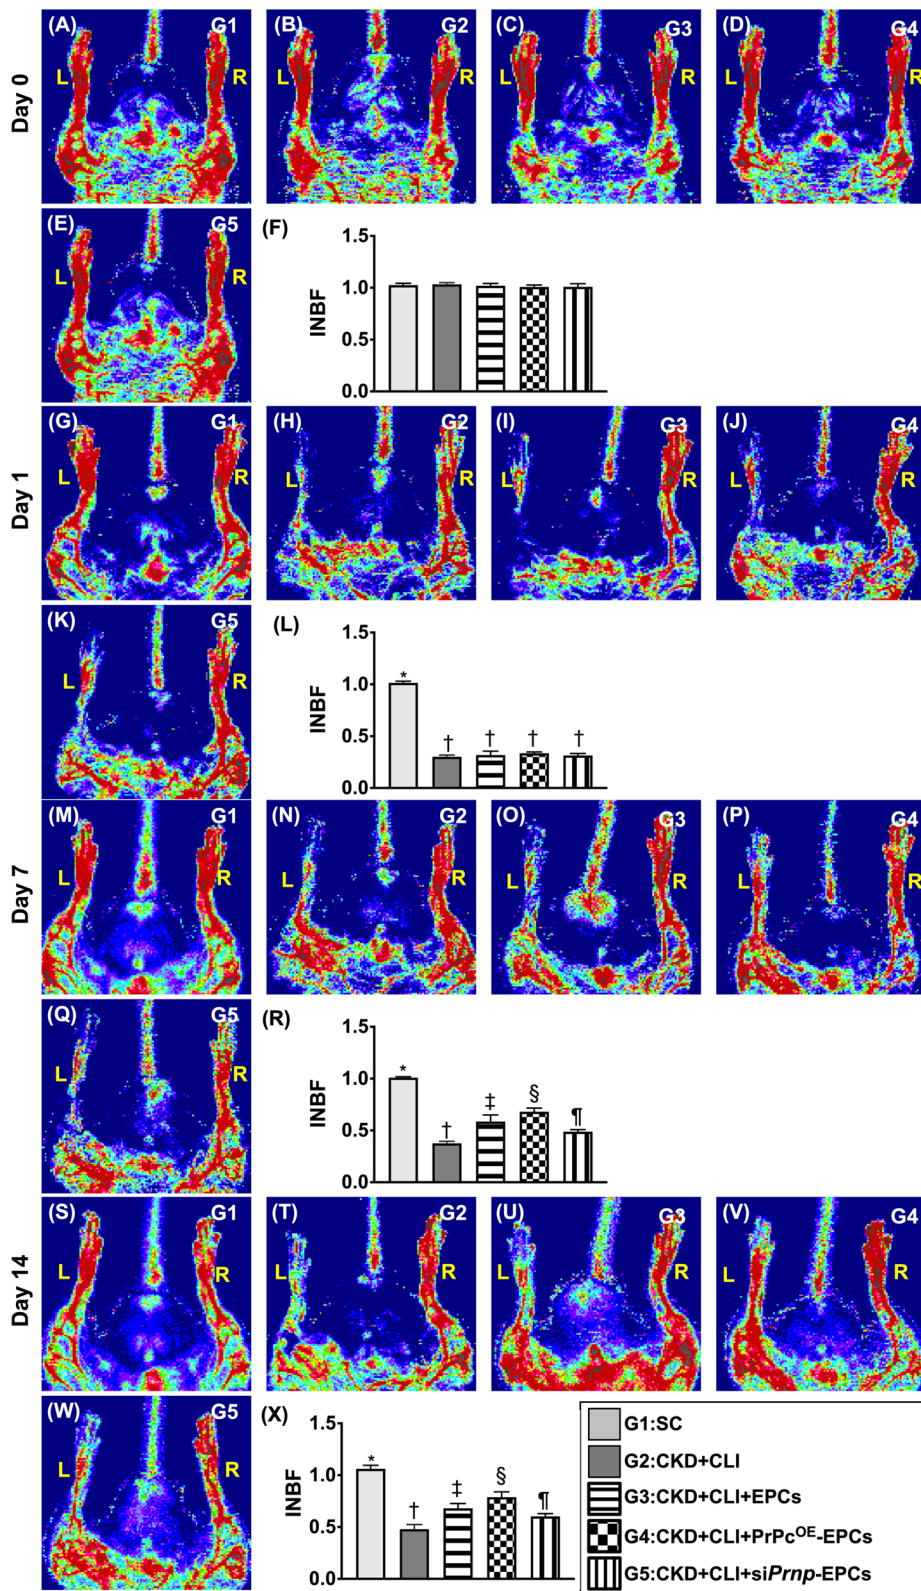 Day 0
(A) G1 L R
(B) G2 L R
(C) G3 L R
(D) G4 L R
(E) G5 L R
(F)
INBF
1.5
1.0
0.5
0.0
Day 1
(G) G1 L R
(H) G2 L R
(I) G3 L R
(J) G4 L R
(K) G5 L R
(L)
INBF
1.5
1.0
0.5
0.0
* † † † †
Day 7
(M) G1 L R
(N) G2 L R
(O) G3 L R
(P) G4 L R
(Q) G5 L R
(R)
INBF
1.5
1.0
0.5
0.0
* † ‡ § ¶
Day 14
(S) G1 L R
(T) G2 L R
(U) G3 L R
(V) G4 L R
(W) G5 L R
(X)
INBF
1.5
1.0
0.5
0.0
* † ‡ § ¶
G1:SC
G2:CKD+CLI
G3:CKD+CLI+EPCs
G4:CKD+CLI+PrPcOE-EPCs
G5:CKD+CLI+siPrnp-EPCs